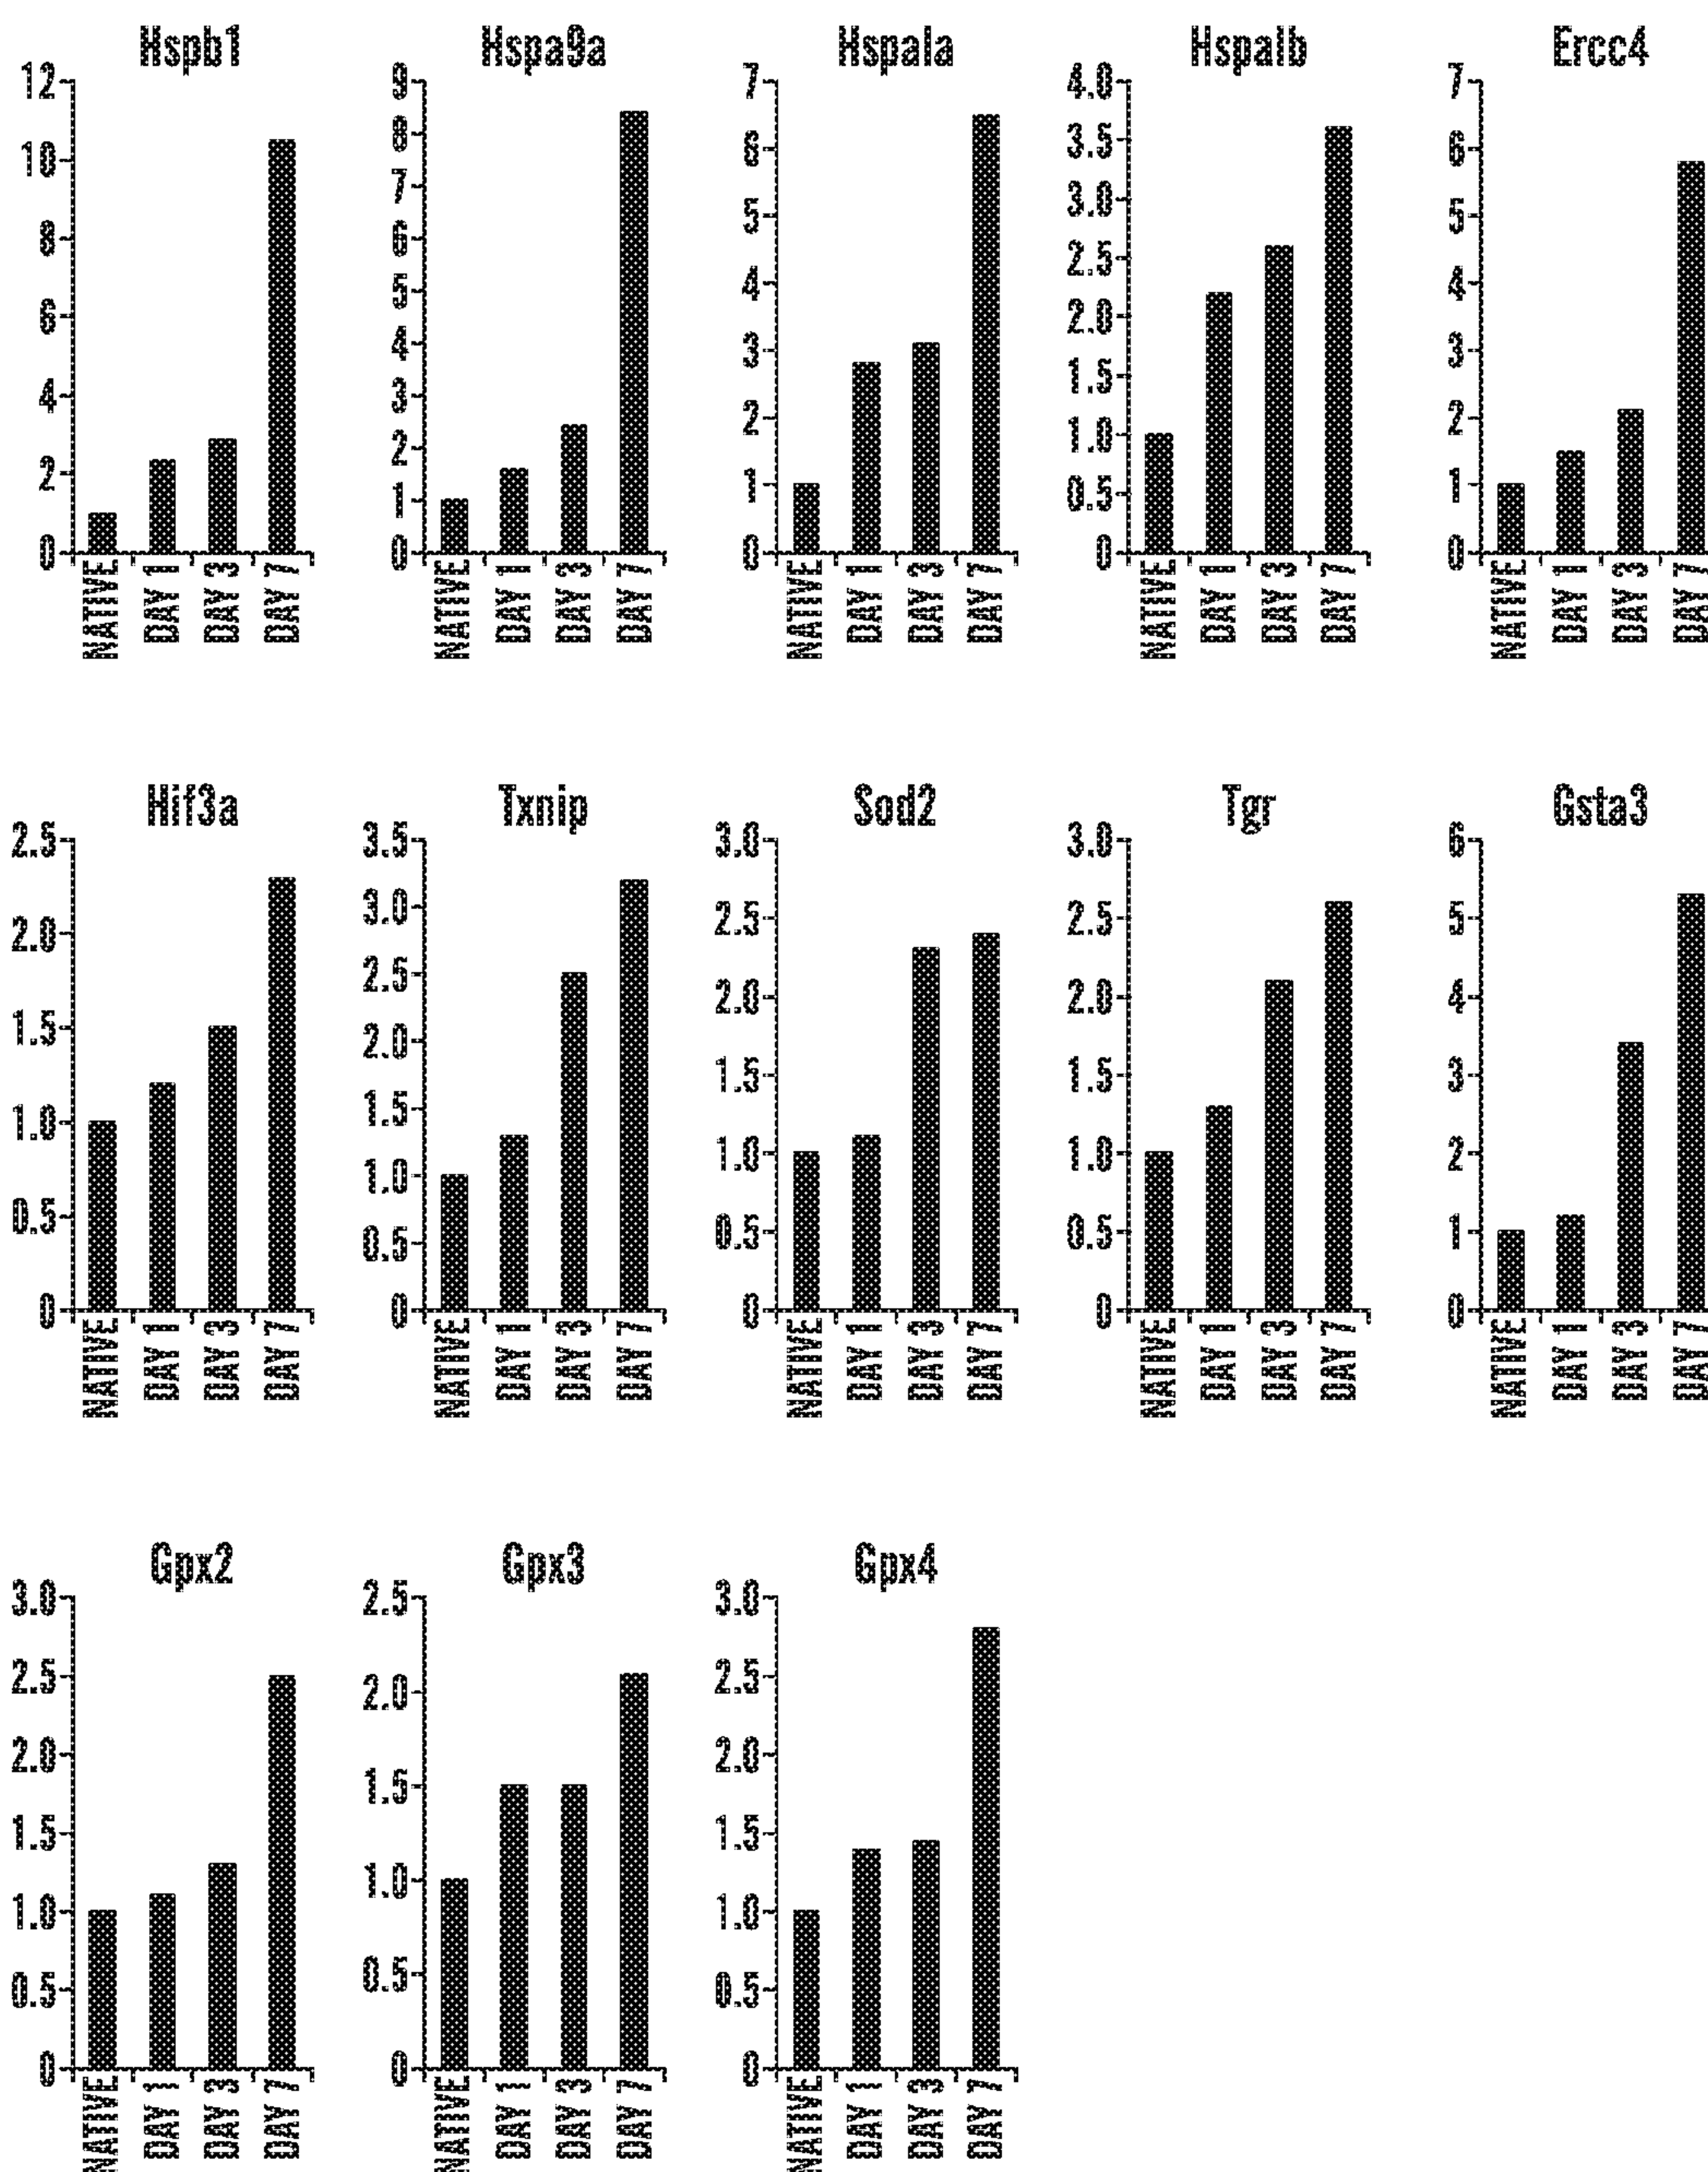 Hspb1 Hspa9a Hspala Hspalb Ercc4
12 9 7 4.0 7
10 8 6 3.5 6
8 7 5 3.0 5
6 6 4 2.5 4
4 5 3 2.0 3
2 4 2 1.5 2
0 3 1 1.0 1
2 0 0.5 0
1 0
0
NATIVE DAY 1 DAY 3 DAY 7 NATIVE DAY 1 DAY 3 DAY 7 NATIVE DAY 1 DAY 3 DAY 7 NATIVE DAY 1 DAY 3 DAY 7 NATIVE DAY 1 DAY 3 DAY 7
Hif3a Txnip Sod2 Tgr Gsta3
2.5 3.5 3.0 3.0 6
2.0 3.0 2.5 2.5 5
1.5 2.5 2.0 2.0 4
1.0 2.0 1.5 1.5 3
0.5 1.5 1.0 1.0 2
0 1.0 0.5 0.5 1
0.5 0 0 0
0
NATIVE DAY 1 DAY 3 DAY 7 NATIVE DAY 1 DAY 3 DAY 7 NATIVE DAY 1 DAY 3 DAY 7 NATIVE DAY 1 DAY 3 DAY 7 NATIVE DAY 1 DAY 3 DAY 7
Gpx2 Gpx3 Gpx4
3.0 2.5 3.0
2.5 2.0 2.5
2.0 1.5 2.0
1.5 1.0 1.5
1.0 0.5 1.0
0.5 0 0.5
0 0
NATIVE DAY 1 DAY 3 DAY 7 NATIVE DAY 1 DAY 3 DAY 7 NATIVE DAY 1 DAY 3 DAY 7